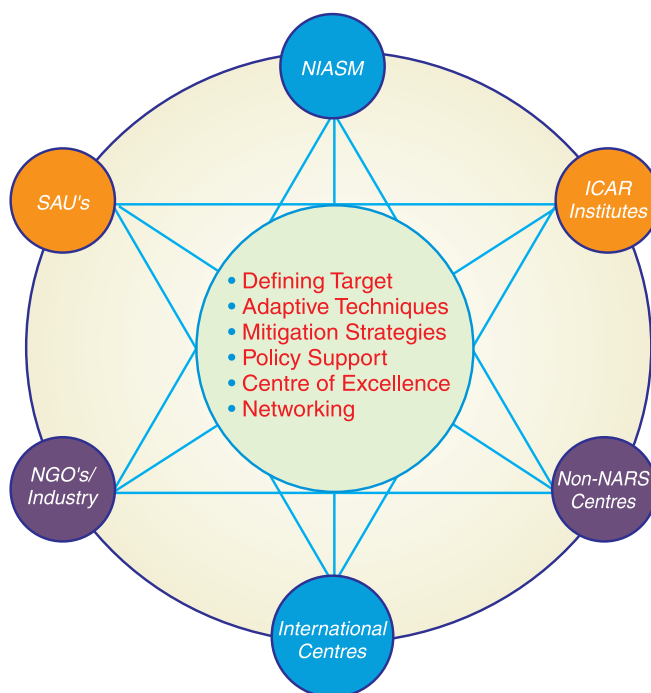 NIASM
SAU's
ICAR
Institutes
• Defining Target
• Adaptive Techniques
• Mitigation Strategies
• Policy Support
• Centre of Excellence
• Networking
NGO's/
Industry
Non-NARS
Centres
International
Centres